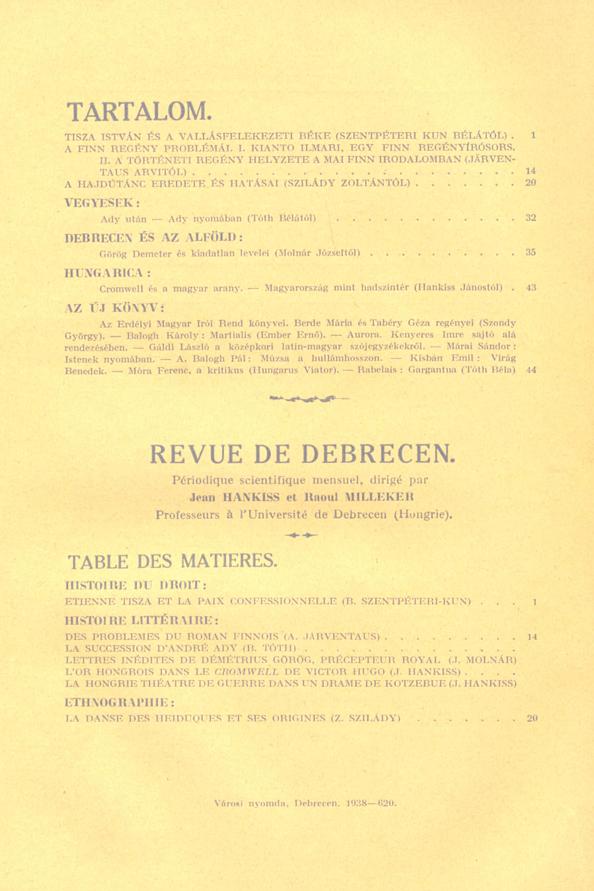 TARTALOM.
TISZA ISTVÁN ÉS A VALLÁSFELEKEZETI BÉKE (SZENTPÉTERI KUN BÉLÁTÓL) . 1
A FINN REGÉNY PROBLÉMÁI. I. KIANTO ILMARI, EGY FINN REGÉNYÍRÓSORS,
II. A TÖRTÉNETI REGÉNY HELYZETE A MAI FINN IRODALOMBAN (JÄRVEN-
TAUS ARVITÓL) . . . . . . . . . . . . . . . . . . . . . . . 14
A HAJDÚTÁNC EREDETE ÉS HATÁSAI (SZILÁDY ZOLTÁNTÓL) . . . . . . . 20
VEGYESEK :
Ady után — Ady nyomában (Tóth Bélától) . . . . . . . . . . . . 32
DEBRECEN ÉS AZ ALFÖLD :
Görög Demeter és kiadatlan levelei (Molnár Józseftől) . . . . . . . . . . 35
HUNGARICA :
Cromwell és a magyar arany. — Magyarország mint hadszintér (Hankiss Jánostól) . 43
AZ ÚJ KÖNYV :
Az Erdélyi Magyar Irói Rend könyvei. Berde Mária és Tabéry Géza regényei (Szondy
György). — Balogh Károly : Martialis (Ember Ernő). — Aurora. Kenyeres Imre sajtó alá
rendezésében. — Gáldi László a középkori latin-magyar szójegyzékekről. — Márai Sándor :
Istenek nyomában. — A. Balogh Pál : Múzsa a hullámhosszon. — Kisbán Emil : Virág
Benedek. — Móra Ferenc, a kritikus (Hungarus Viator). — Rabelais : Gargantua (Tóth Béla) 44
REVUE DE DEBRECEN.
Périodique scientifique mensuel, dirigé par
Jean HANKISS et Raoul MILLEKER
Professeurs à l'Université de Debrecen (Hongrie).
TABLE DES MATIERES.
HISTOIRE DU DROIT :
ETIENNE TISZA ET LA PAIX CONFESSIONNELLE (B. SZENTPÉTERI-KUN) . . . 1
HISTOIRE LITTÉRAIRE :
DES PROBLEMES DU ROMAN FINNOIS (A. JÄRVENTAUS) . . . . . . . . . 14
LA SUCCESSION D'ANDRÉ ADY (B. TÓTH) . . . . . . . . . . . . . .
LETTRES INÉDITES DE DÉMÉTRIUS GÖRÖG, PRÉCEPTEUR ROYAL (J. MOLNÁR)
L'OR HONGROIS DANS LE CROMWELL DE VICTOR HUGO (J. HANKISS) . . . .
LA HONGRIE THÉATRE DE GUERRE DANS UN DRAME DE KOTZEBUE (J. HANKISS)
ETHNOGRAPHIE :
LA DANSE DES HEIDUQUES ET SES ORIGINES (Z. SZILÁDY) . . . . . . . 20
Városi nyomda, Debrecen. 1938—620.